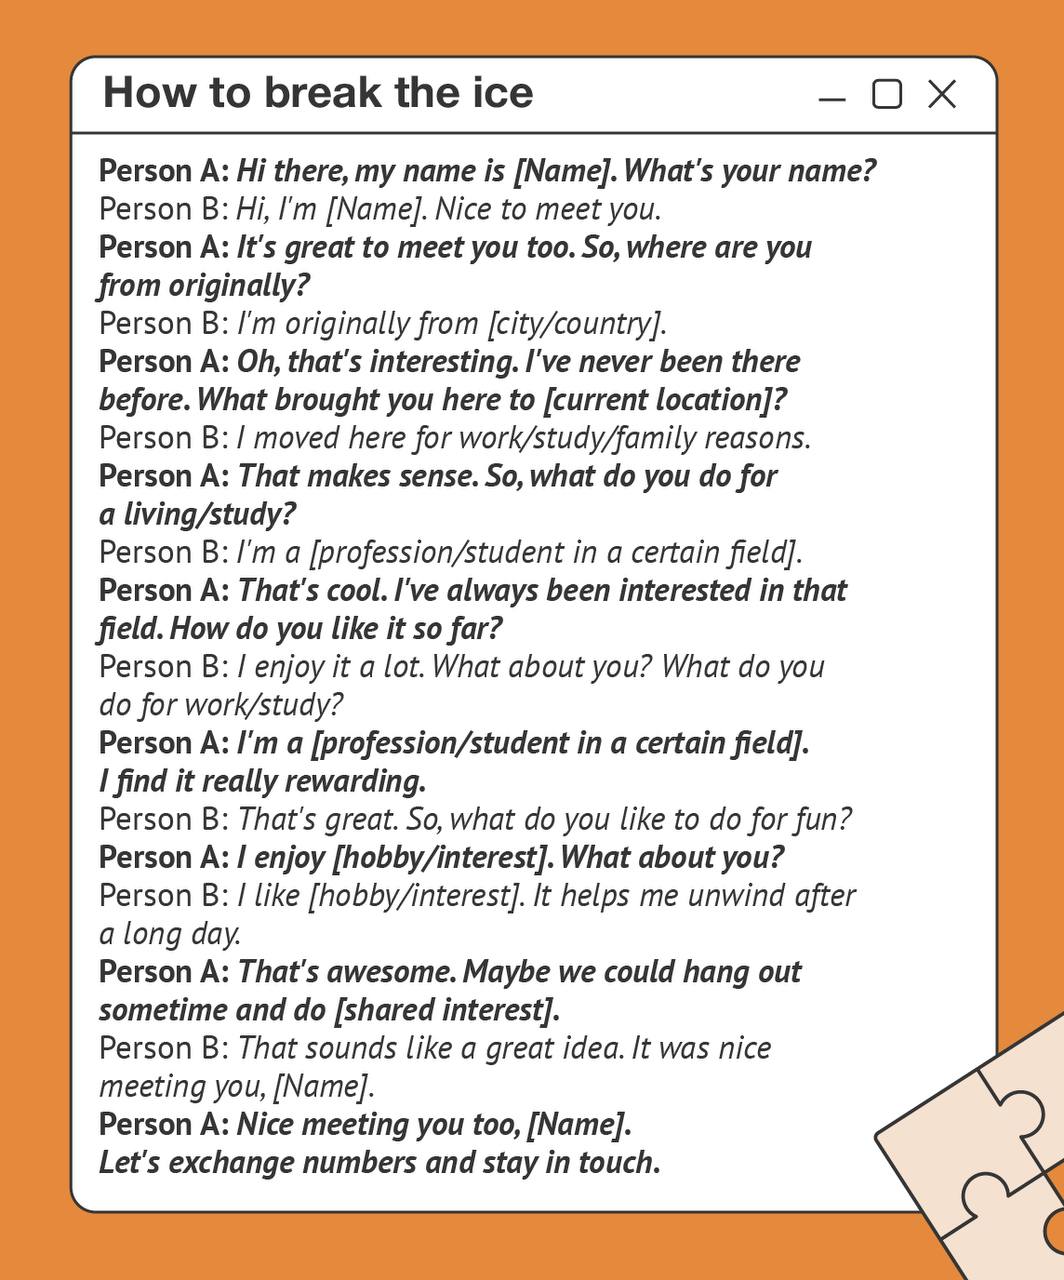 How to break the ice
Person A: Hi there, my name is [Name]. What's your name?
Person B: Hi, I'm [Name]. Nice to meet you.
Person A: It's great to meet you too. So, where are you
from originally?
Person B: I'm originally from [city/country].
Person A: Oh, that's interesting. I've never been there
before. What brought you here to [current location]?
Person B: I moved here for work/study/family reasons.
Person A: That makes sense. So, what do you do for
a living/study?
Person B: I'm a [profession/student in a certain field].
Person A: That's cool. I've always been interested in that
field. How do you like it so far?
Person B: I enjoy it a lot. What about you? What do you
do for work/study?
Person A: I'm a [profession/student in a certain field].
I find it really rewarding.
Person B: That's great. So, what do you like to do for fun?
Person A: I enjoy [hobby/interest]. What about you?
Person B: I like [hobby/interest]. It helps me unwind after
a long day.
Person A: That's awesome. Maybe we could hang out
sometime and do [shared interest].
Person B: That sounds like a great idea. It was nice
meeting you, [Name].
Person A: Nice meeting you too, [Name].
Let's exchange numbers and stay in touch.